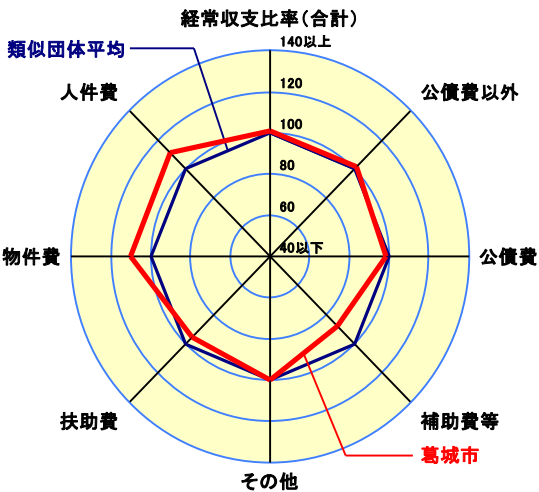 経常収支比率(合計)
140以上
類似団体平均
120
人件費
公債費以外
100
80
60
40以下
物件費
公債費
扶助費
補助費等
葛城市
その他